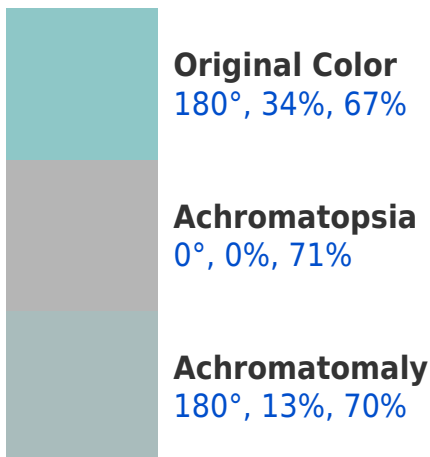 Original Color
180°, 34%, 67%
Achromatopsia
0°, 0%, 71%
Achromatomaly
180°, 13%, 70%